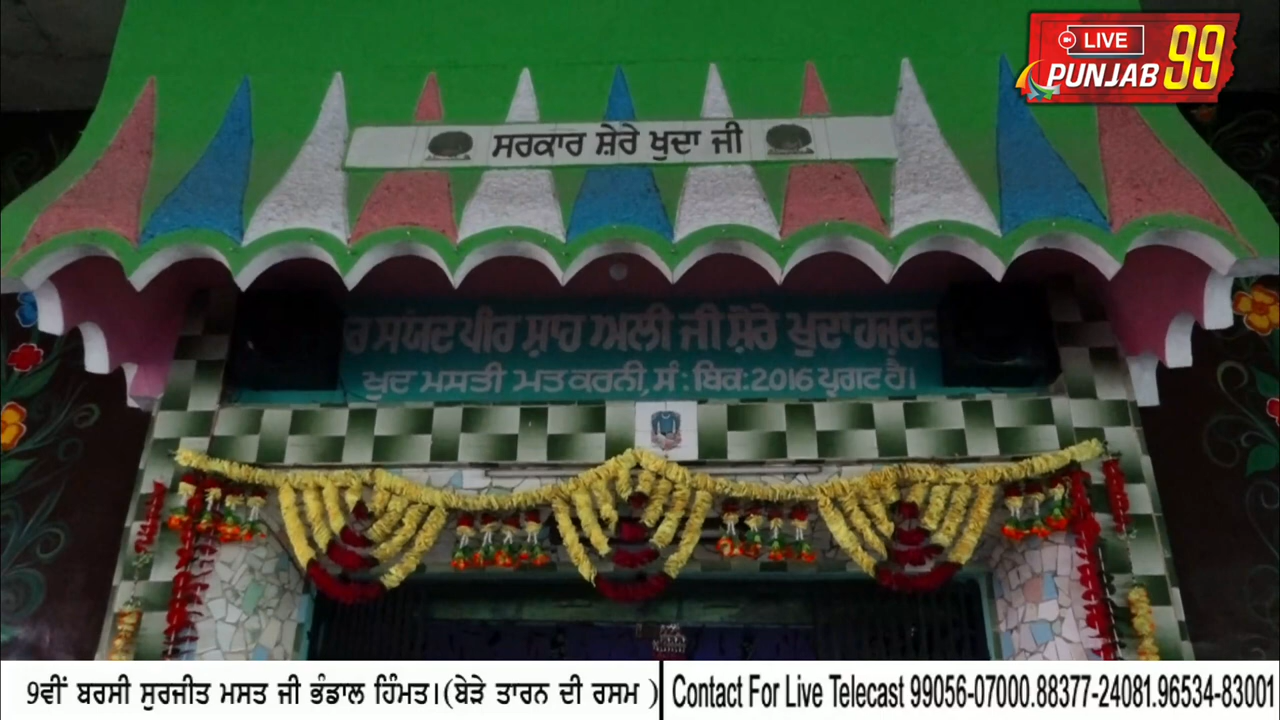 LIVE
PUNJAB 99
ਸਰਕਾਰ ਸ਼ੇਰੇ ਖੁਦਾ ਜੀ
ਸਯਦ ਪੀਰ ਸ਼ਾਹ ਅਲੀ ਜੀ ਸ਼ੇਰੇ ਖੁਦਾ
ਖੁਦ ਮਸਤੀ ਮਤ ਕਰਨੀ, ਸੰ: ਬਿਕ: 2016 ਪ੍ਰਗਟ ਹੈ।
9ਵੀਂ ਬਰਸੀ ਸੁਰਜੀਤ ਮਸਤ ਜੀ ਭੰਡਾਲ ਹਿੰਮਤ।(ਬੇੜੇ ਤਾਰਨ ਦੀ ਰਸਮ )
Contact For Live Telecast 99056-07000.88377-24081.96534-83001